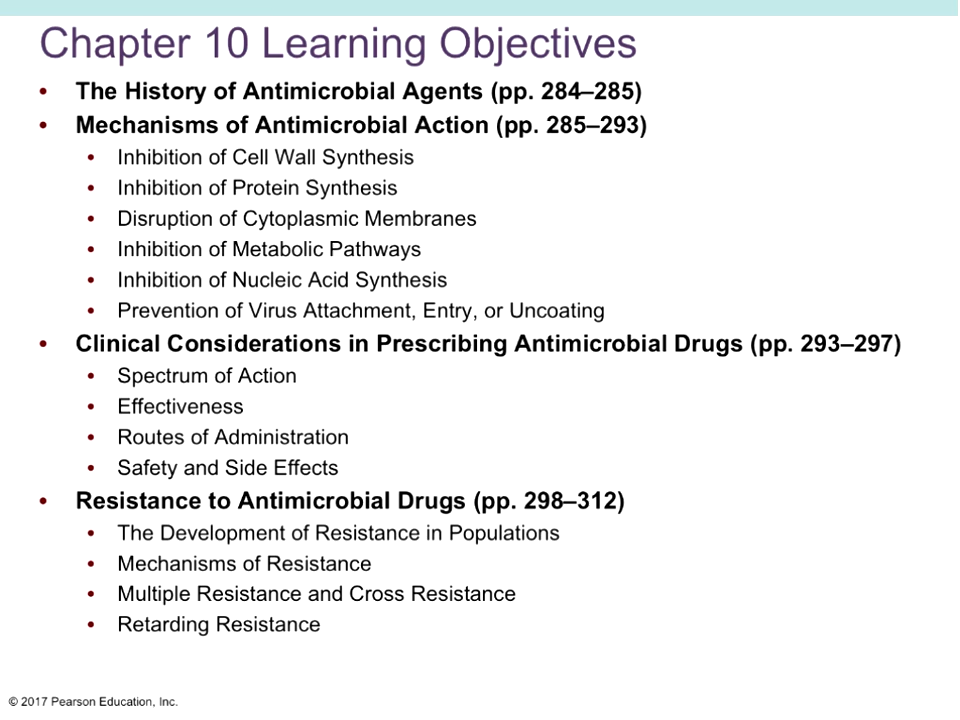 Chapter 10 Learning Objectives
• The History of Antimicrobial Agents (pp. 284–285)
• Mechanisms of Antimicrobial Action (pp. 285–293)
• Inhibition of Cell Wall Synthesis
• Inhibition of Protein Synthesis
• Disruption of Cytoplasmic Membranes
• Inhibition of Metabolic Pathways
• Inhibition of Nucleic Acid Synthesis
• Prevention of Virus Attachment, Entry, or Uncoating
• Clinical Considerations in Prescribing Antimicrobial Drugs (pp. 293–297)
• Spectrum of Action
• Effectiveness
• Routes of Administration
• Safety and Side Effects
• Resistance to Antimicrobial Drugs (pp. 298–312)
• The Development of Resistance in Populations
• Mechanisms of Resistance
• Multiple Resistance and Cross Resistance
• Retarding Resistance
© 2017 Pearson Education, Inc.